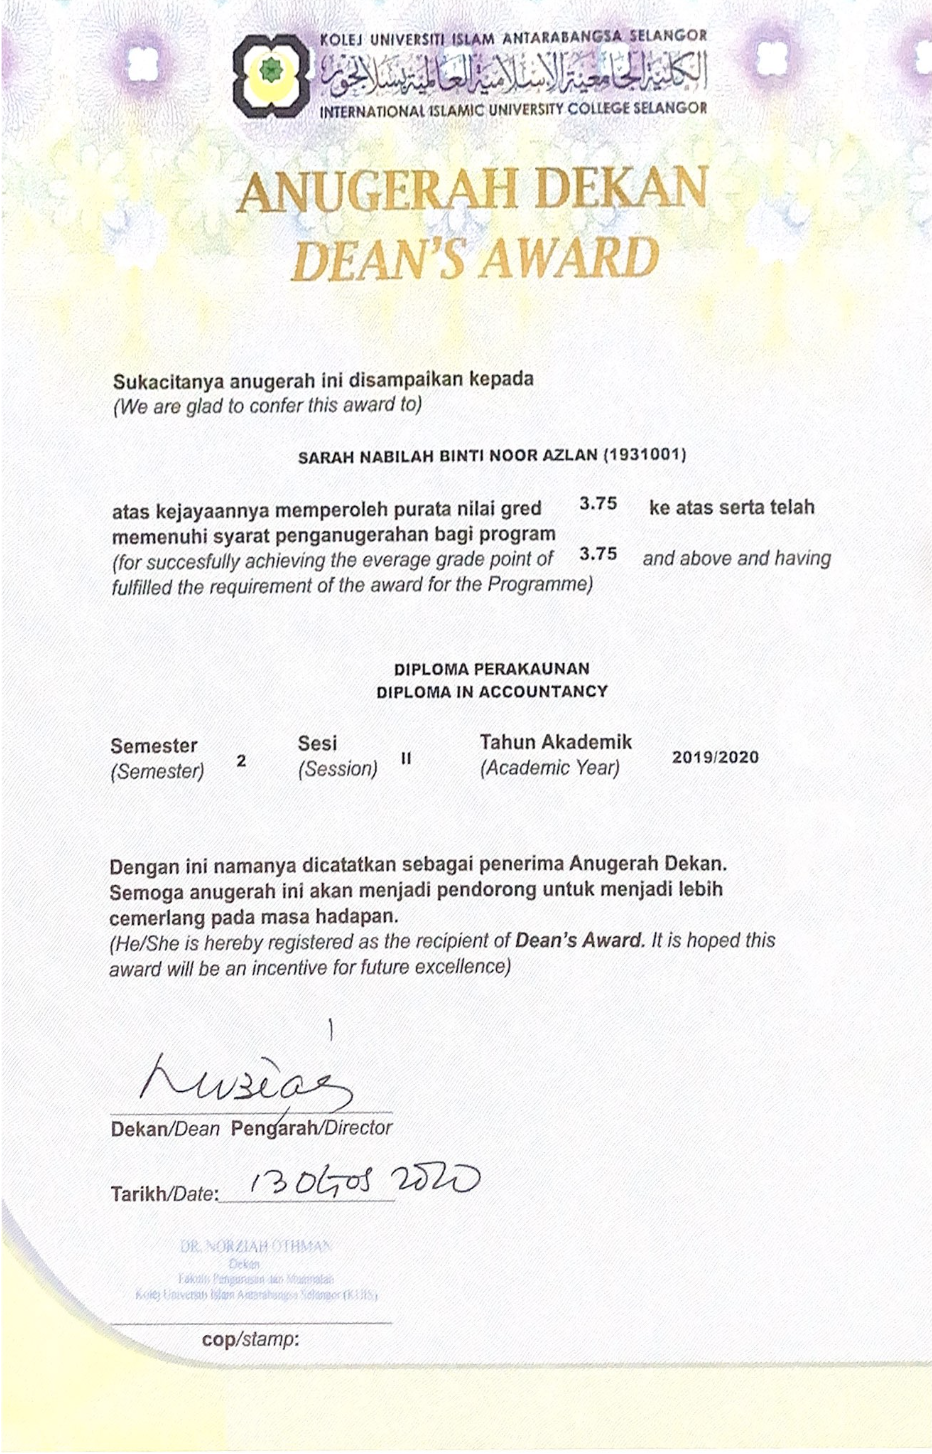 KOLEJ UNIVERSITI ISLAM ANTARABANGSA SELANGOR
الكلية الجامعية الإسلامية العالمية بسلانجور
INTERNATIONAL ISLAMIC UNIVERSITY COLLEGE SELANGOR
ANUGERAH DEKAN
DEAN'S AWARD
Sukacitanya anugerah ini disampaikan kepada
(We are glad to confer this award to)
SARAH NABILAH BINTI NOOR AZLAN (1931001)
atas kejayaannya memperoleh purata nilai gred 3.75 ke atas serta telah
memenuhi syarat penganugerahan bagi program
(for succesfully achieving the everage grade point of 3.75 and above and having
fulfilled the requirement of the award for the Programme)
DIPLOMA PERAKAUNAN
DIPLOMA IN ACCOUNTANCY
Semester 2 Sesi II Tahun Akademik 2019/2020
(Semester) (Session) (Academic Year)
Dengan ini namanya dicatatkan sebagai penerima Anugerah Dekan.
Semoga anugerah ini akan menjadi pendorong untuk menjadi lebih
cemerlang pada masa hadapan.
(He/She is hereby registered as the recipient of Dean's Award. It is hoped this
award will be an incentive for future excellence)
Dekan/Dean Pengarah/Director
Tarikh/Date: 13 OGOS 2020
DR. NORZIAH OTHMAN
Dekan
Fakulti Pengurusan dan Muamalah
Kolej Universiti Islam Antarabangsa Selangor (KUIS)
cop/stamp: